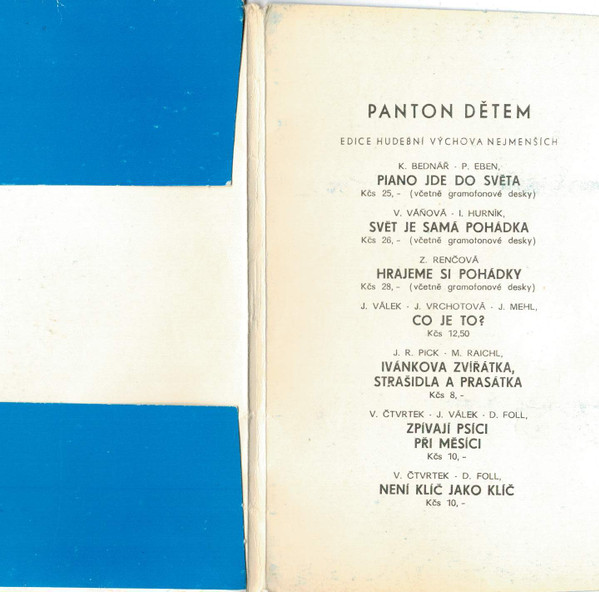 PANTON DĚTEM
EDICE HUDEBNÍ VÝCHOVA NEJMENŠÍCH
K. BEDNÁŘ - P. EBEN,
PIANO JDE DO SVĚTA
Kčs 25,- (včetně gramofonové desky)
V. VÁŇOVÁ - I. HURNÍK,
SVĚT JE SAMÁ POHÁDKA
Kčs 26,- (včetně gramofonové desky)
Z. RENČOVÁ
HRAJEME SI POHÁDKY
Kčs 28,- (včetně gramofonové desky)
J. VÁLEK - J. VRCHOTOVÁ - J. MEHL,
CO JE TO?
Kčs 12,50
J. R. PICK - M. RAICHL,
IVÁNKOVA ZVÍŘÁTKA,
STRAŠIDLA A PRASÁTKA
Kčs 8,-
V. ČTVRTEK - J. VÁLEK - D. FOLL,
ZPÍVAJÍ PSÍCI
PŘI MĚSÍCI
Kčs 10,-
V. ČTVRTEK - D. FOLL,
NENÍ KLÍČ JAKO KLÍČ
Kčs 10,-